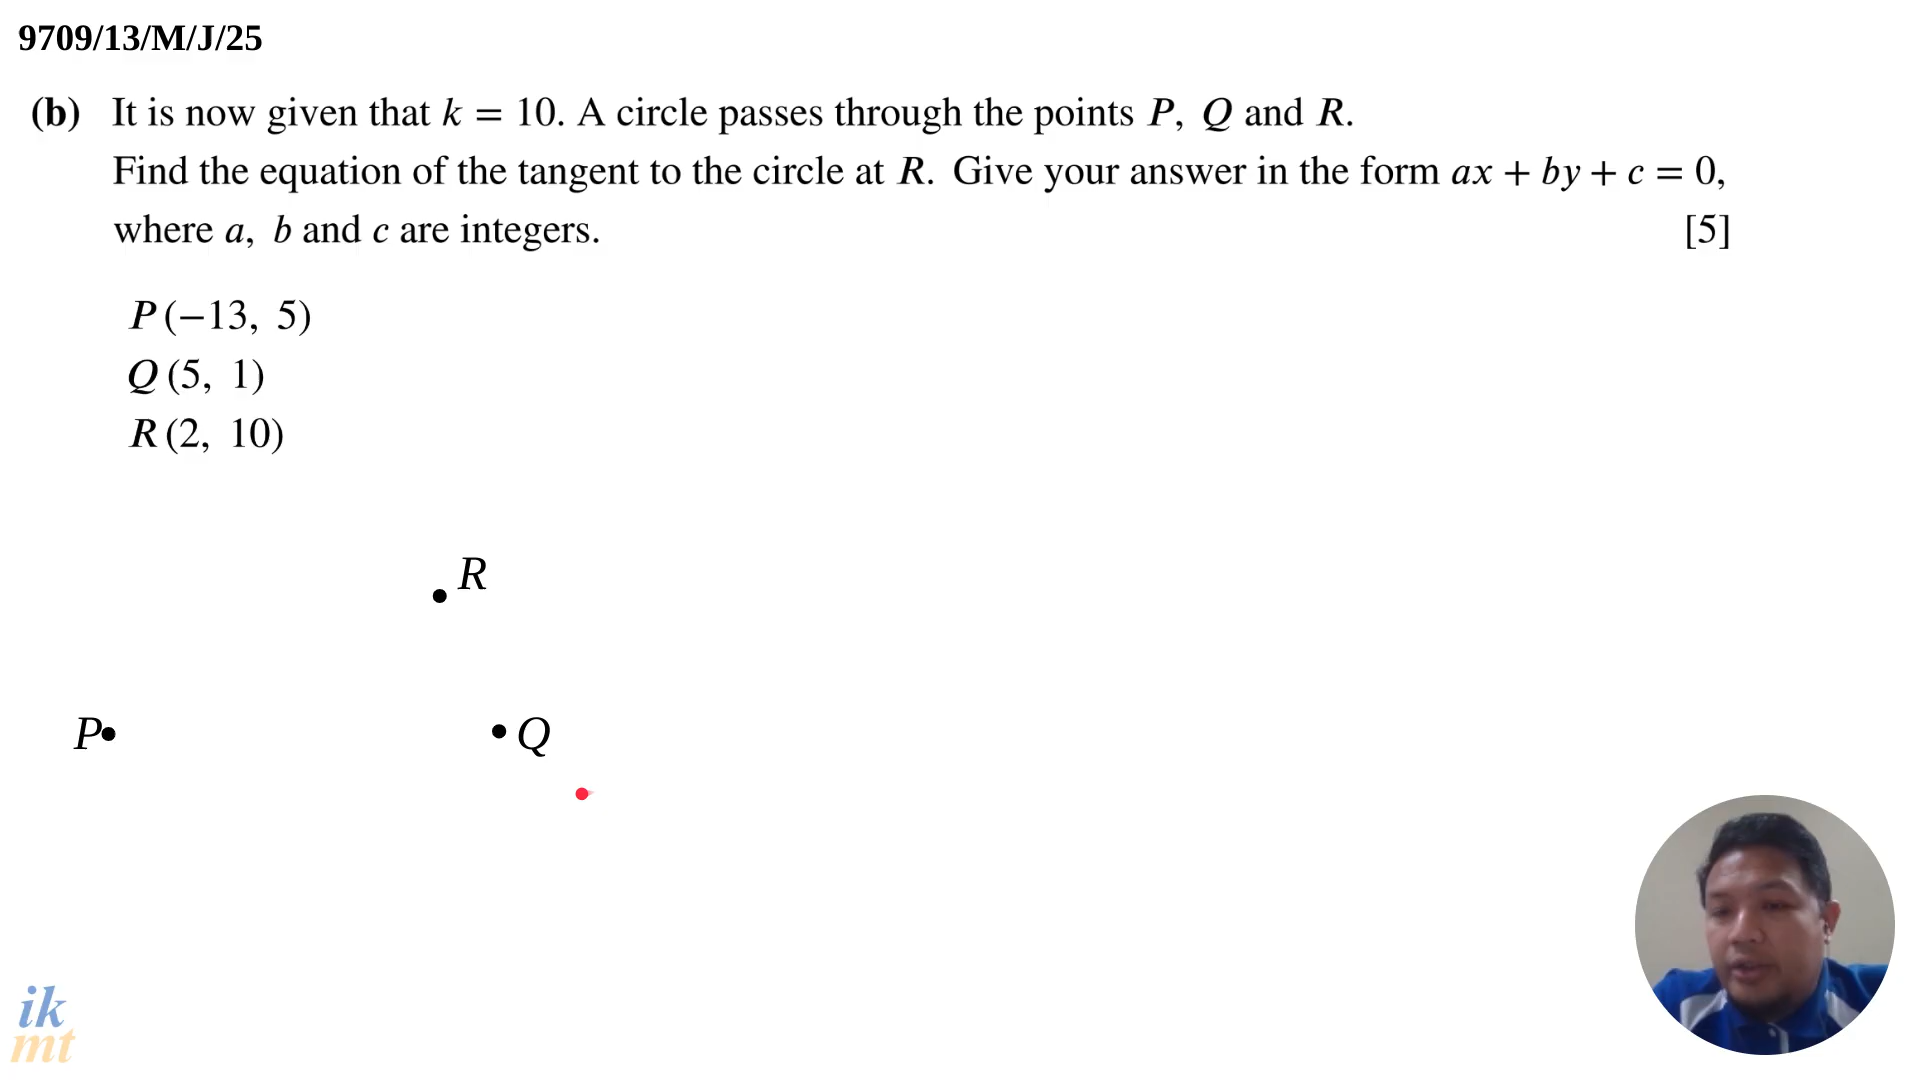 9709/13/M/J/25
(b) It is now given that k = 10. A circle passes through the points P, Q and R.
Find the equation of the tangent to the circle at R. Give your answer in the form ax + by + c = 0,
where a, b and c are integers. [5]
P(−13, 5)
Q(5, 1)
R(2, 10)
R
P
Q
ik
mt